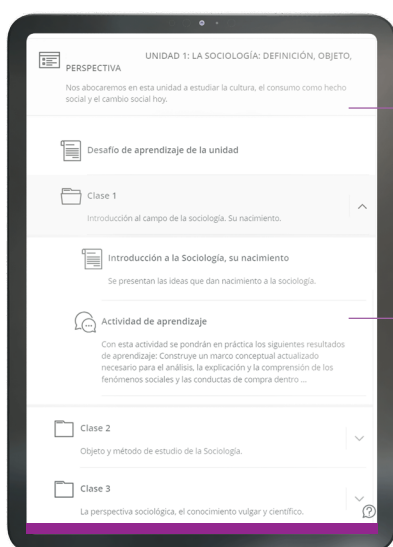 UNIDAD 1: LA SOCIOLOGÍA: DEFINICIÓN, OBJETO,
PERSPECTIVA
Nos abocaremos en esta unidad a estudiar la cultura, el consumo como hecho
social y el cambio social hoy.
Desafío de aprendizaje de la unidad
Clase 1
Introducción al campo de la sociología. Su nacimiento.
Introducción a la Sociología, su nacimiento
Se presentan las ideas que dan nacimiento a la sociología.
Actividad de aprendizaje
Con esta actividad se pondrán en práctica los siguientes resultados
de aprendizaje: Construye un marco conceptual actualizado
necesario para el análisis, la explicación y la comprensión de los
fenómenos sociales y las conductas de compra dentro ...
Clase 2
Objeto y método de estudio de la Sociología.
Clase 3
La perspectiva sociológica, el conocimiento vulgar y científico.